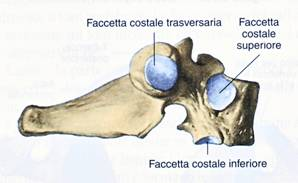 Faccetta costale trasversaria
Faccetta
costale
superiore
Faccetta costale inferiore